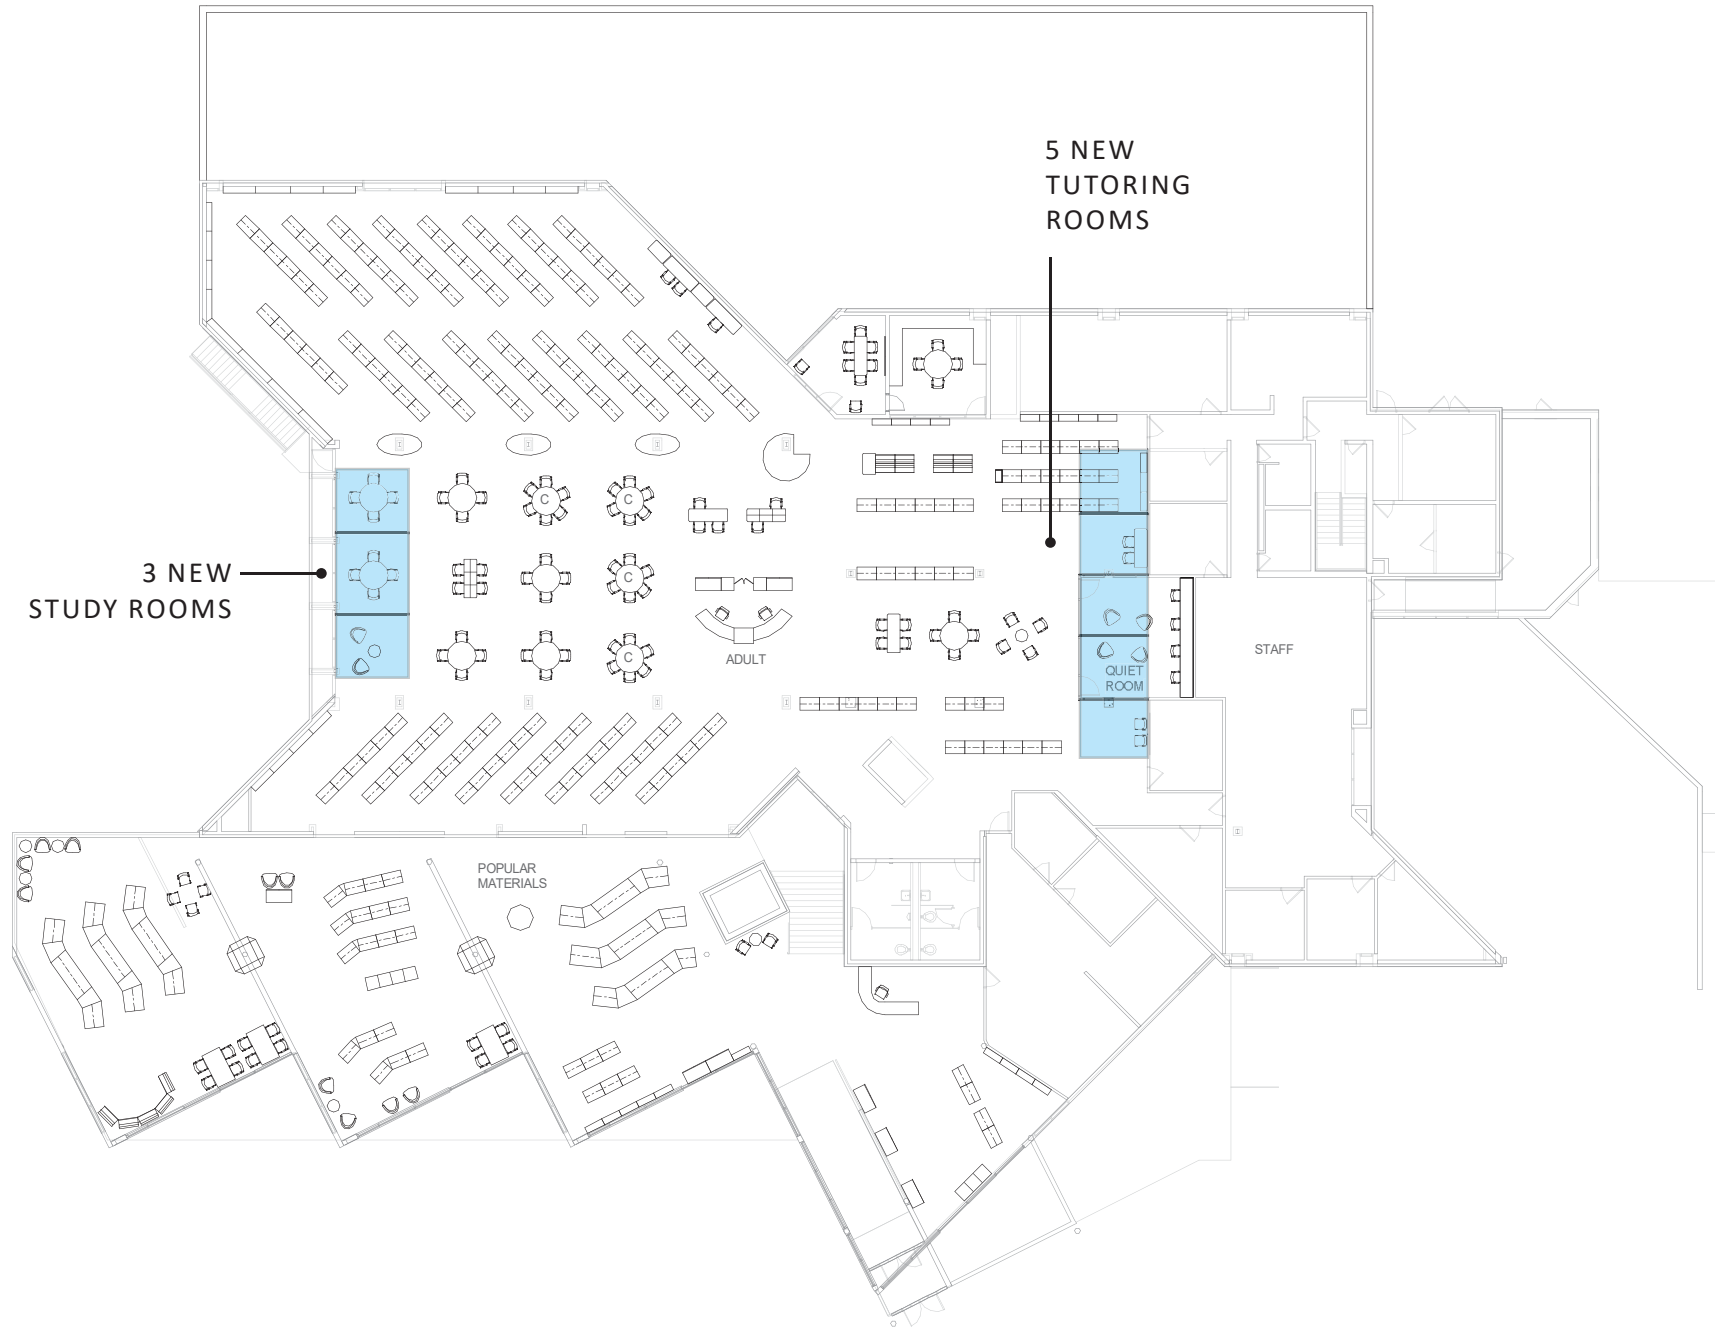 5 NEW
TUTORING
ROOMS
C
C
3 NEW
STUDY ROOMS
C
C
ADULT
STAFF
QUIET
ROOM
POPULAR
MATERIALS